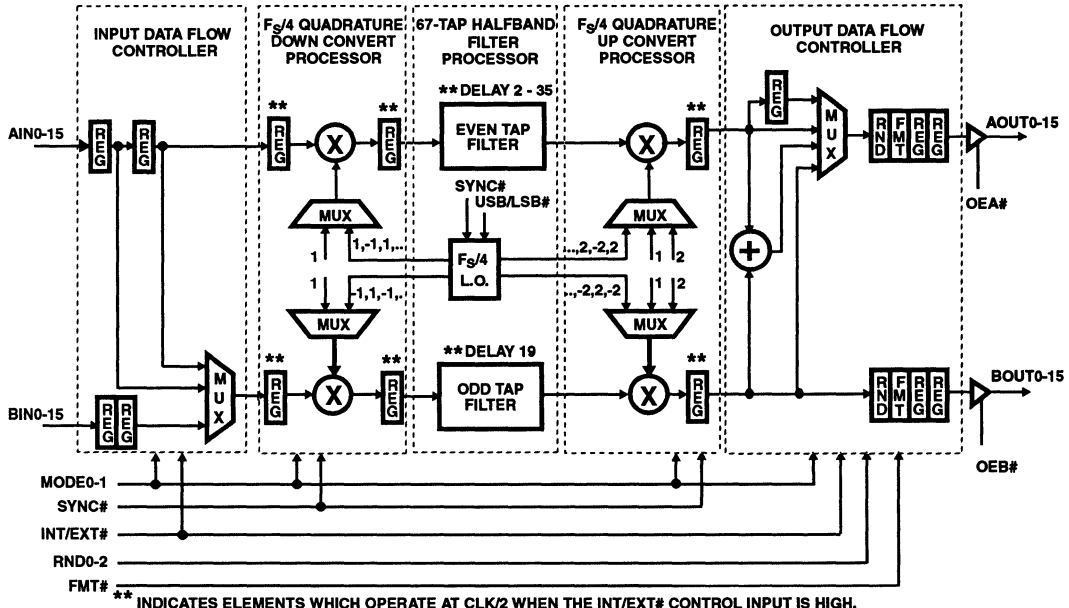 INPUT DATA FLOW
CONTROLLER
FS/4 QUADRATURE
DOWN CONVERT
PROCESSOR
67-TAP HALFBAND
FILTER
PROCESSOR
FS/4 QUADRATURE
UP CONVERT
PROCESSOR
OUTPUT DATA FLOW
CONTROLLER
** DELAY 2 - 35
**
**
**
REG
AIN0-15
REG
REG
REG
X
REG
EVEN TAP
FILTER
X
REG
MUX
RND
FMT
REG
REG
AOUT0-15
OEA#
SYNC#
USB/LSB#
MUX
MUX
1
1,-1,1,..
FS/4
L.O.
..,2,-2,2
1
2
+
1
-1,1,-1,.
..,-2,2,-2
1
2
MUX
MUX
**
**
** DELAY 19
**
MUX
REG
X
REG
ODD TAP
FILTER
X
REG
RND
FMT
REG
REG
BOUT0-15
BIN0-15
REG
REG
OEB#
MODE0-1
SYNC#
INT/EXT#
RND0-2
FMT#
** INDICATES ELEMENTS WHICH OPERATE AT CLK/2 WHEN THE INT/EXT# CONTROL INPUT IS HIGH.